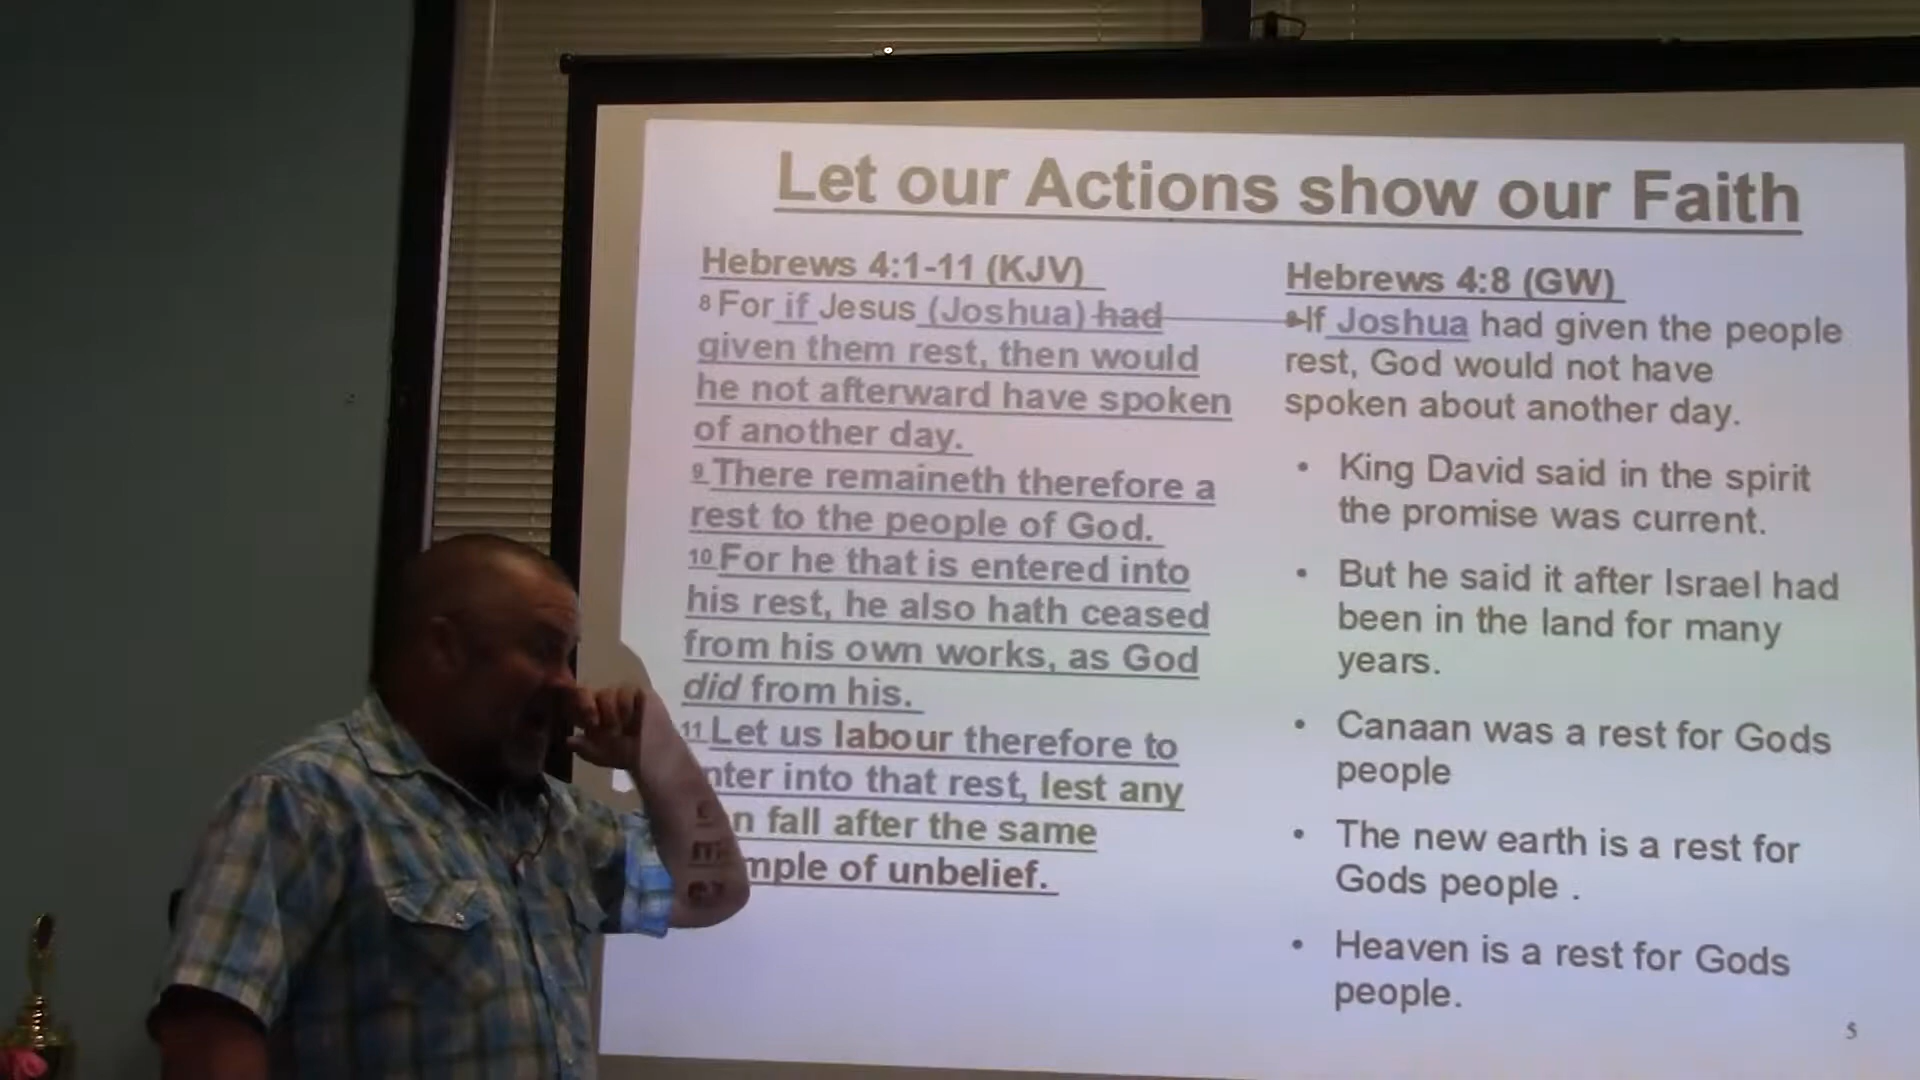 Let our Actions show our Faith
Hebrews 4:1-11 (KJV)
8 For if Jesus (Joshua) had
given them rest, then would
he not afterward have spoken
of another day.
9 There remaineth therefore a
rest to the people of God.
10 For he that is entered into
his rest, he also hath ceased
from his own works, as God
did from his.
11 Let us labour therefore to
nter into that rest, lest any
n fall after the same
mple of unbelief.
Hebrews 4:8 (GW)
If Joshua had given the people
rest, God would not have
spoken about another day.
• King David said in the spirit
the promise was current.
• But he said it after Israel had
been in the land for many
years.
• Canaan was a rest for Gods
people
• The new earth is a rest for
Gods people .
• Heaven is a rest for Gods
people.
5